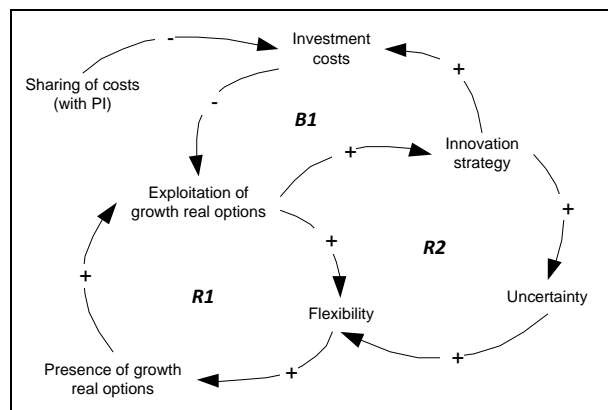 Investment
costs
-
+
Sharing of costs
(with PI)
-
B1
Innovation
strategy
+
Exploitation of
growth real options
+
+
R2
+
R1
Uncertainty
Flexibility
+
Presence of growth
real options
+